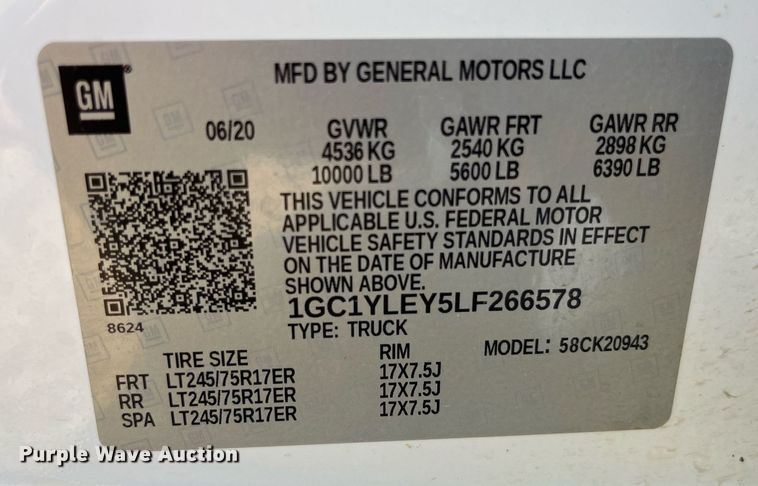 GM
MFD BY GENERAL MOTORS LLC
06/20 GVWR GAWR FRT GAWR RR
4536 KG 2540 KG 2898 KG
10000 LB 5600 LB 6390 LB
THIS VEHICLE CONFORMS TO ALL
APPLICABLE U.S. FEDERAL MOTOR
VEHICLE SAFETY STANDARDS IN EFFECT
ON THE DATE OF MANUFACTURE
SHOWN ABOVE.
8624
1GC1YLEY5LF266578
TYPE: TRUCK MODEL: 58CK20943
TIRE SIZE RIM
FRT LT245/75R17ER 17X7.5J
RR LT245/75R17ER 17X7.5J
SPA LT245/75R17ER 17X7.5J
Purple Wave Auction